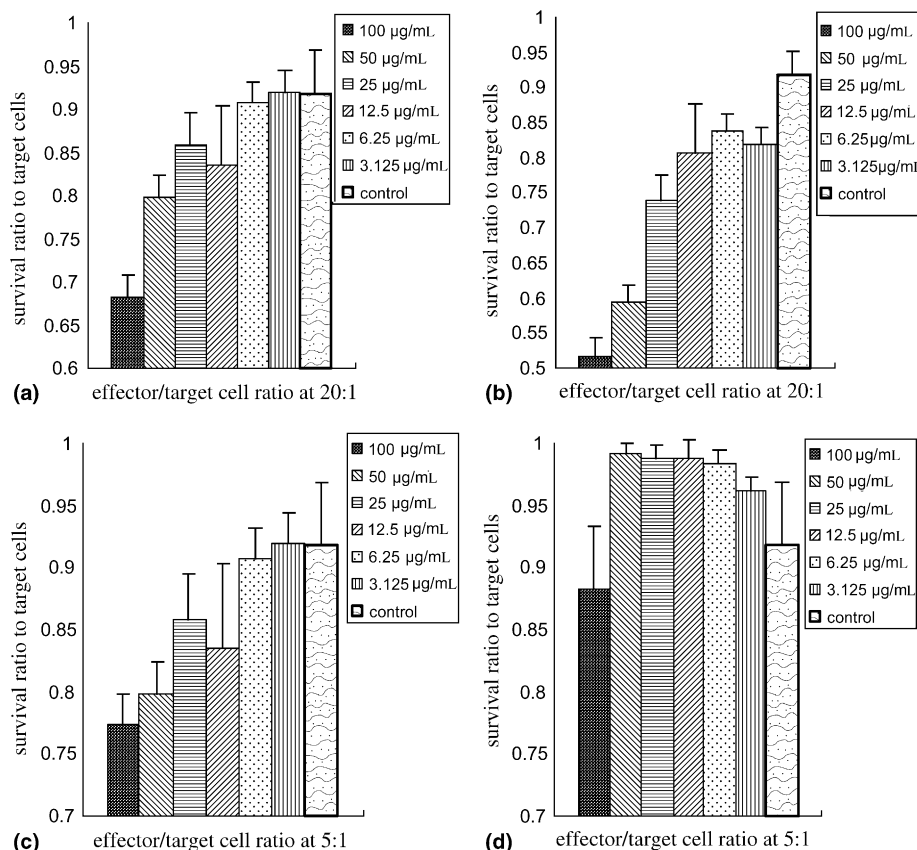 survival ratio to target cells
1
0.95
0.9
0.85
0.8
0.75
0.7
0.65
0.6
100 µg/mL
50 µg/mL
25 µg/mL
12.5 µg/mL
6.25 µg/mL
3.125 µg/mL
control
(a)
effector/target cell ratio at 20:1
survival ratio to target cells
1
0.95
0.9
0.85
0.8
0.75
0.7
0.65
0.6
0.55
0.5
100 µg/mL
50 µg/mL
25 µg/mL
12.5 µg/mL
6.25µg/mL
3.125µg/mL
control
(b)
effector/target cell ratio at 20:1
survival ratio to target cells
1
0.95
0.9
0.85
0.8
0.75
0.7
100 µg/mL
50 µg/mL
25 µg/mL
12.5 µg/mL
6.25 µg/mL
3.125 µg/mL
control
(c)
effector/target cell ratio at 5:1
survival ratio to target cells
1
0.95
0.9
0.85
0.8
0.75
0.7
100 µg/mL
50 µg/mL
25 µg/mL
12.5 µg/mL
6.25 µg/mL
3.125 µg/mL
control
(d)
effector/target cell ratio at 5:1